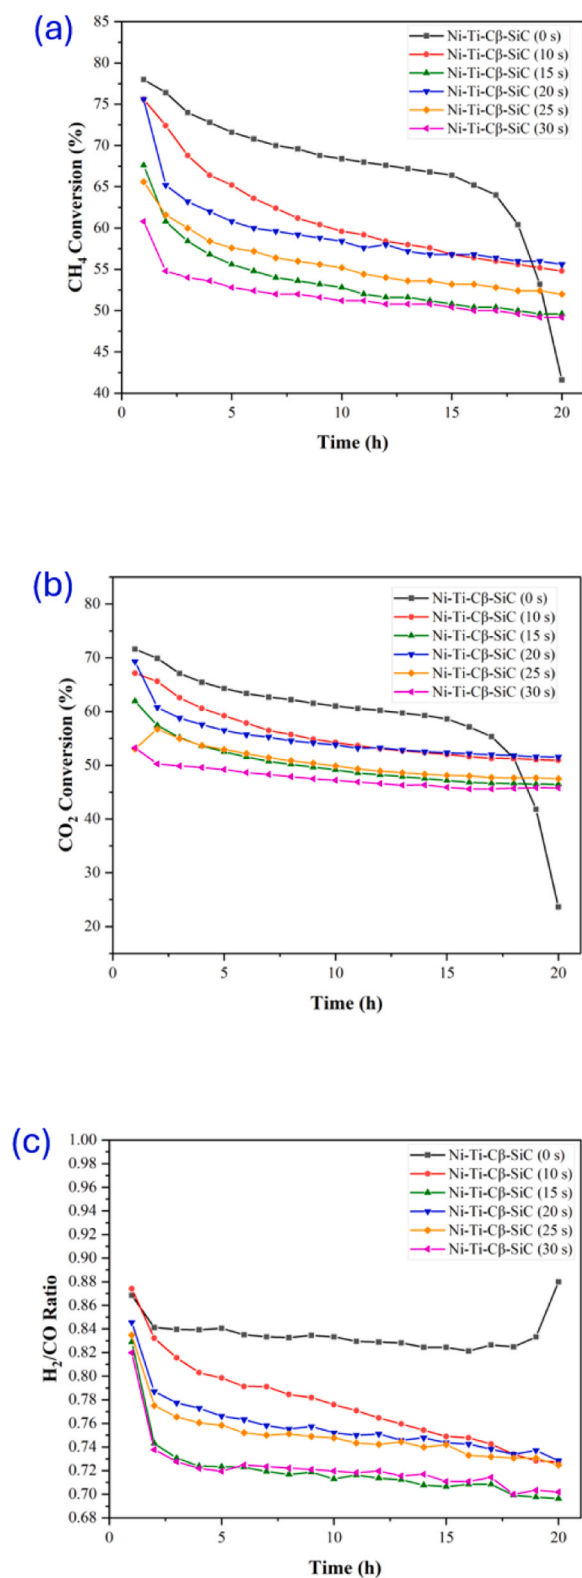 (a)
85
80
75
70
65
60
55
50
45
40
CH₄ Conversion (%)
Ni-Ti-Cβ-SiC (0 s)
Ni-Ti-Cβ-SiC (10 s)
Ni-Ti-Cβ-SiC (15 s)
Ni-Ti-Cβ-SiC (20 s)
Ni-Ti-Cβ-SiC (25 s)
Ni-Ti-Cβ-SiC (30 s)
0 5 10 15 20
Time (h)
(b)
80
70
60
50
40
30
20
CO₂ Conversion (%)
Ni-Ti-Cβ-SiC (0 s)
Ni-Ti-Cβ-SiC (10 s)
Ni-Ti-Cβ-SiC (15 s)
Ni-Ti-Cβ-SiC (20 s)
Ni-Ti-Cβ-SiC (25 s)
Ni-Ti-Cβ-SiC (30 s)
0 5 10 15 20
Time (h)
(c)
1.00
0.98
0.96
0.94
0.92
0.90
0.88
0.86
0.84
0.82
0.80
0.78
0.76
0.74
0.72
0.70
0.68
H₂/CO Ratio
Ni-Ti-Cβ-SiC (0 s)
Ni-Ti-Cβ-SiC (10 s)
Ni-Ti-Cβ-SiC (15 s)
Ni-Ti-Cβ-SiC (20 s)
Ni-Ti-Cβ-SiC (25 s)
Ni-Ti-Cβ-SiC (30 s)
0 5 10 15 20
Time (h)